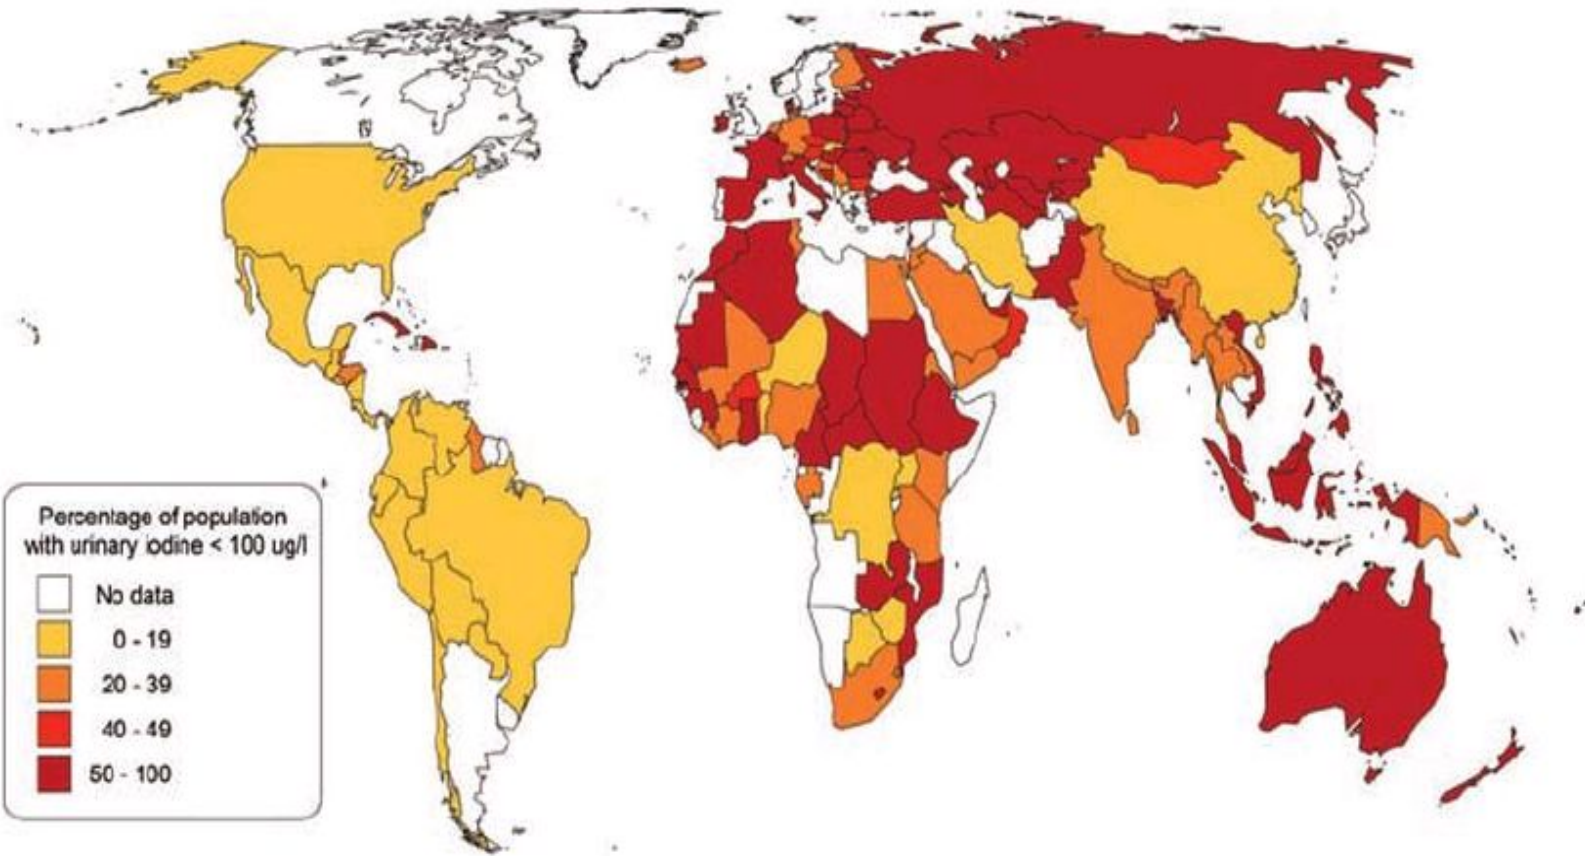 Percentage of population
with urinary iodine < 100 ug/l
No data
0 - 19
20 - 39
40 - 49
50 - 100